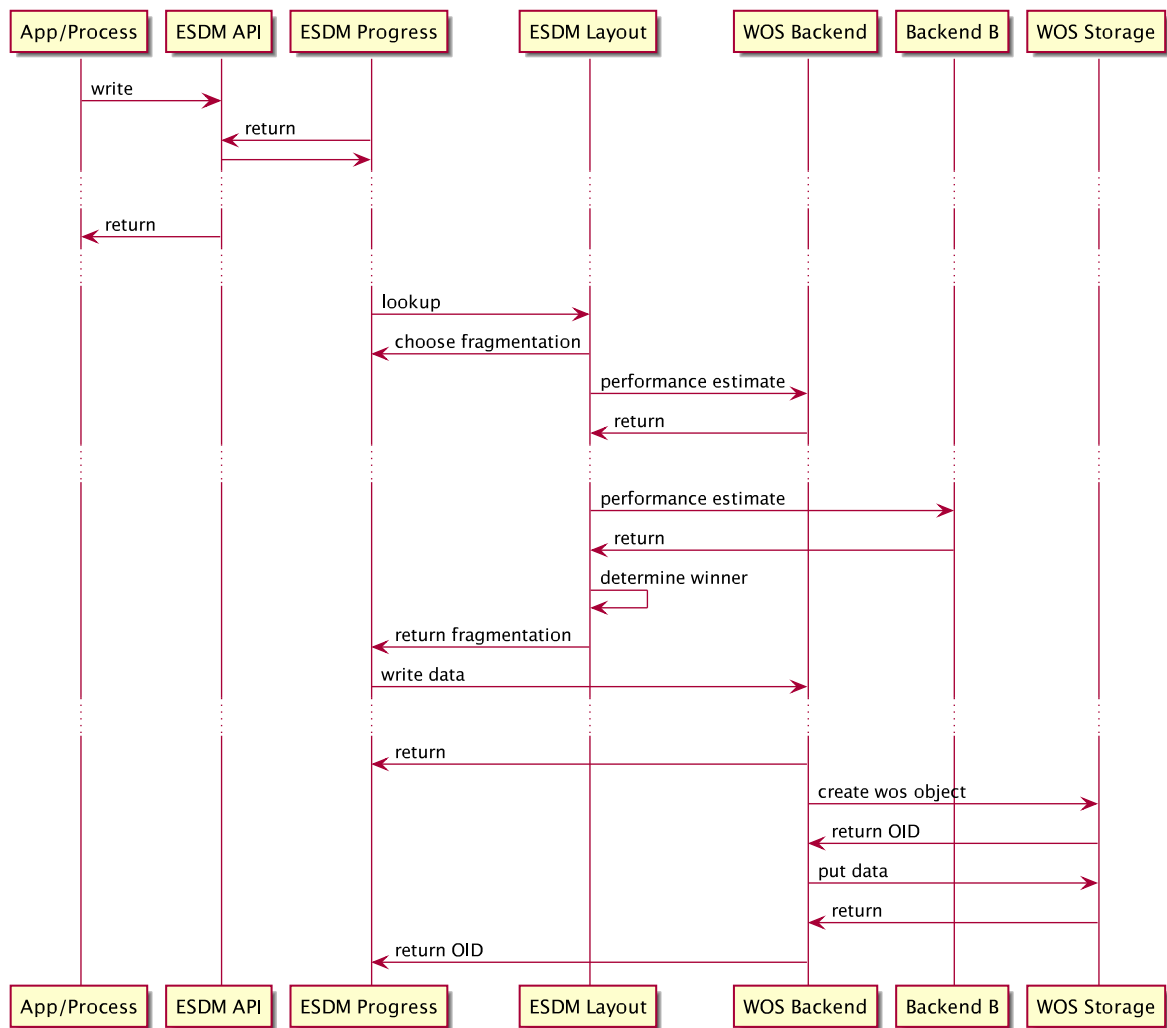 App/Process ESDM API ESDM Progress ESDM Layout WOS Backend Backend B WOS Storage
write
return
return
lookup
choose fragmentation
performance estimate
return
performance estimate
return
determine winner
return fragmentation
write data
return
create wos object
return OID
put data
return
return OID
App/Process ESDM API ESDM Progress ESDM Layout WOS Backend Backend B WOS Storage